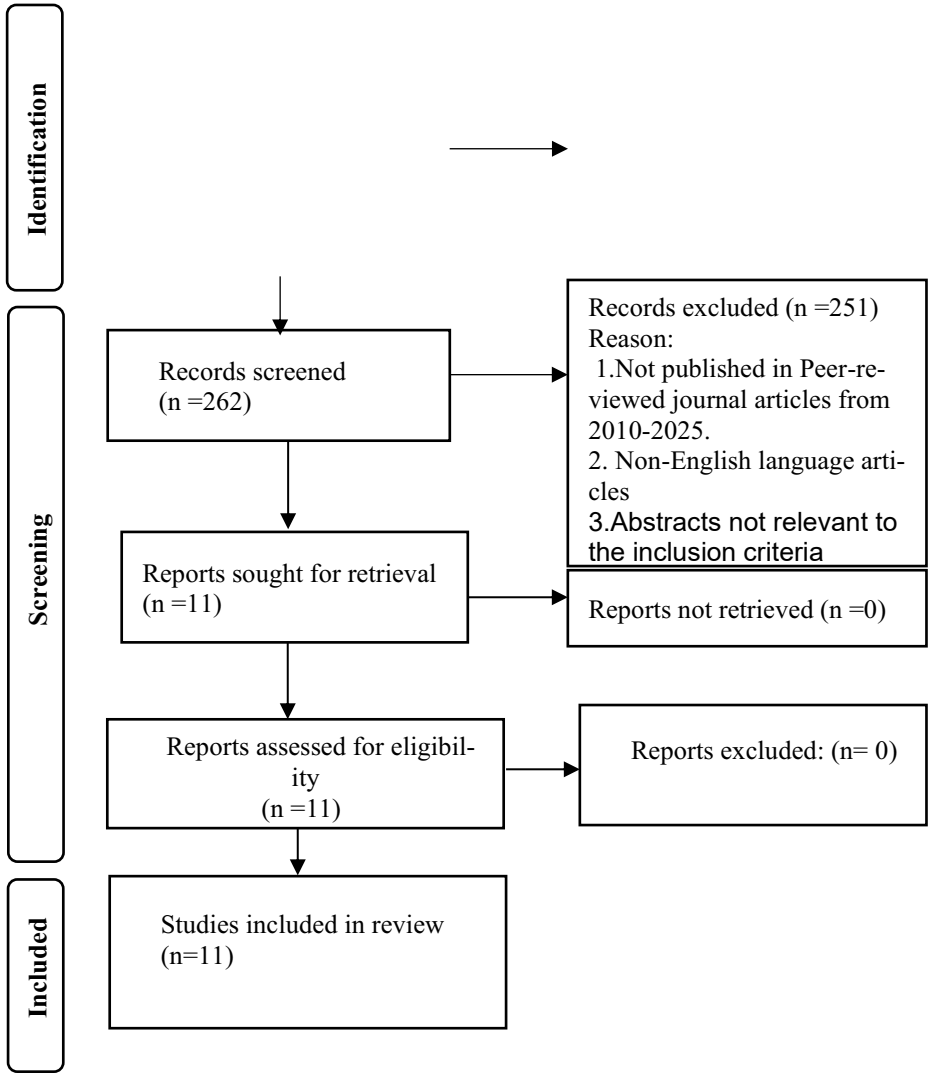 Identification
Records excluded (n =251)
Reason:
1.Not published in Peer-re-
viewed journal articles from
2010-2025.
2. Non-English language arti-
cles
3.Abstracts not relevant to
the inclusion criteria
Screening
Records screened
(n =262)
Reports sought for retrieval
(n =11)
Reports not retrieved (n =0)
Reports assessed for eligibil-
ity
(n =11)
Reports excluded: (n= 0)
Included
Studies included in review
(n=11)